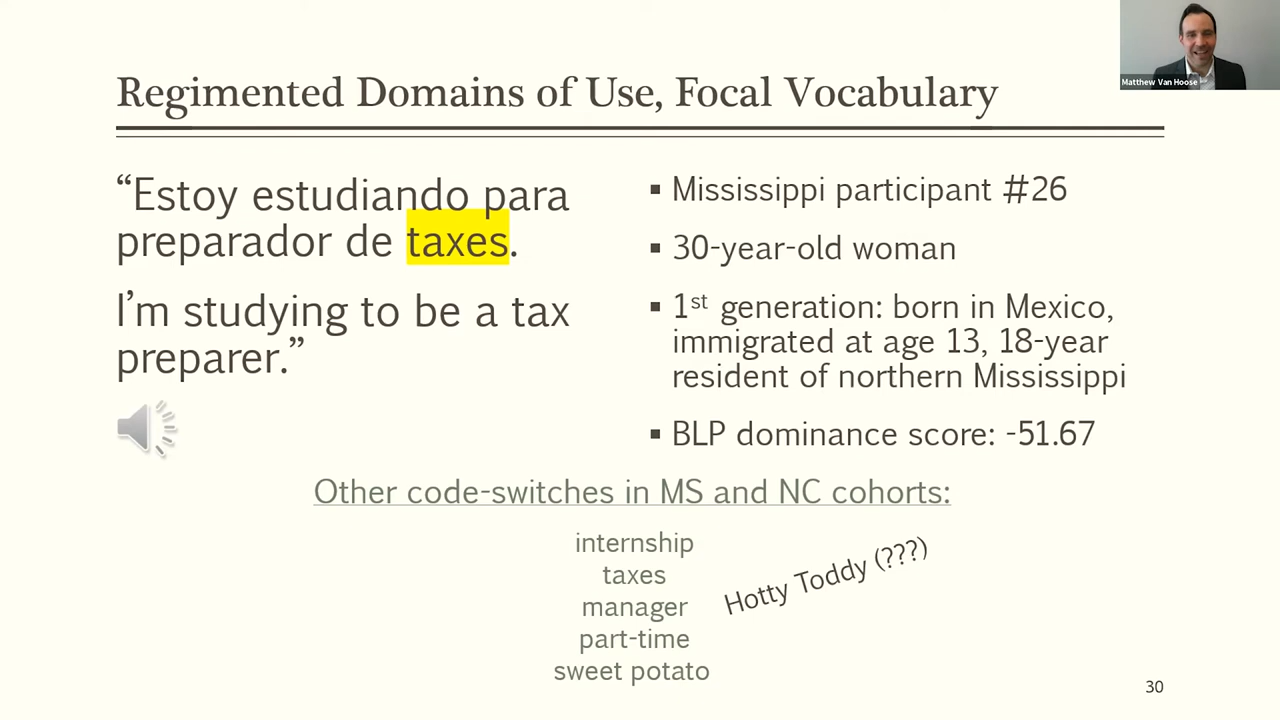 Matthew Van Hoose
Regimented Domains of Use, Focal Vocabulary
“Estoy estudiando para
preparador de taxes.
I’m studying to be a tax
preparer.”
▪ Mississippi participant #26
▪ 30-year-old woman
▪ 1st generation: born in Mexico,
immigrated at age 13, 18-year
resident of northern Mississippi
▪ BLP dominance score: -51.67
Other code-switches in MS and NC cohorts:
internship
taxes
manager
part-time
sweet potato
Hotty Toddy (???)
30